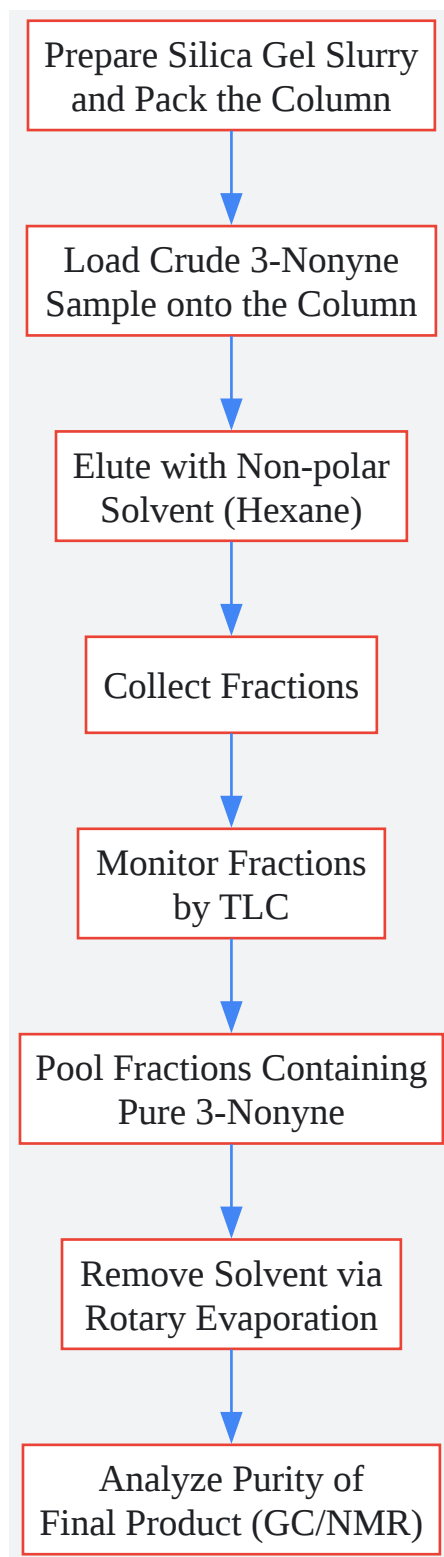 Prepare Silica Gel Slurry
and Pack the Column
Load Crude 3-Nonyne
Sample onto the Column
Elute with Non-polar
Solvent (Hexane)
Collect Fractions
Monitor Fractions
by TLC
Pool Fractions Containing
Pure 3-Nonyne
Remove Solvent via
Rotary Evaporation
Analyze Purity of
Final Product (GC/NMR)